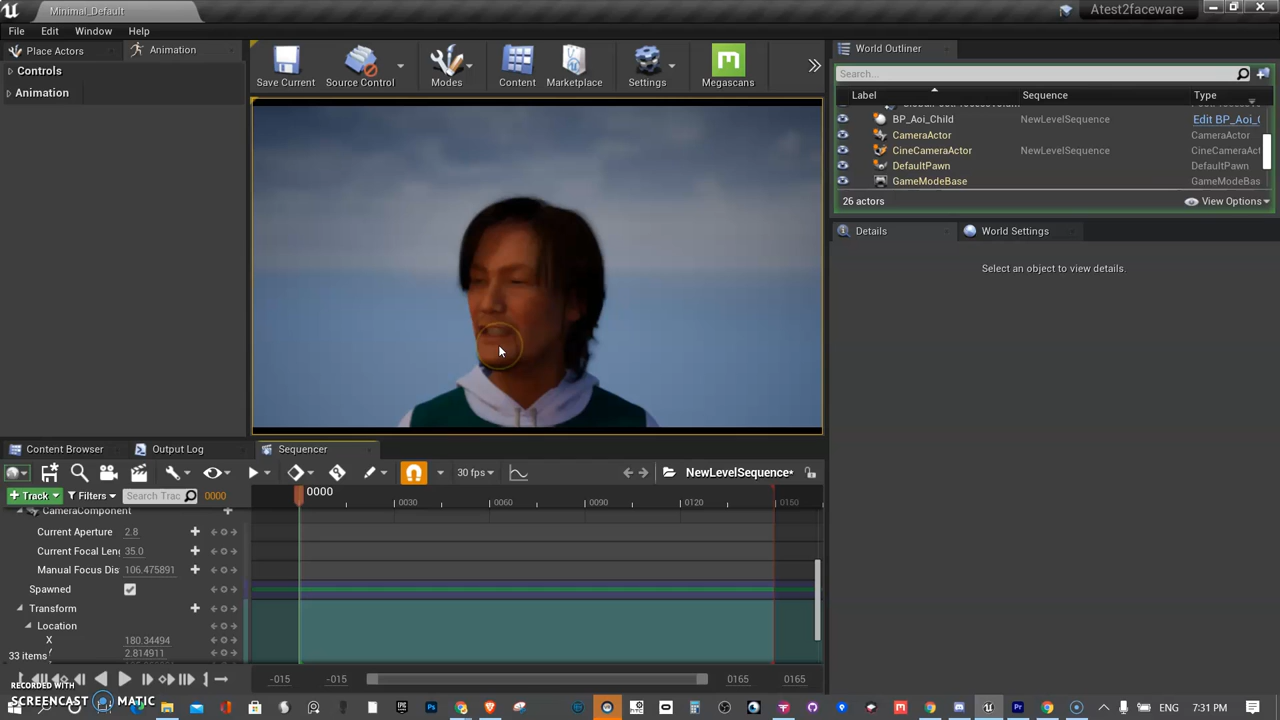 Minimal_Default
Atest2faceware
File Edit Window Help
Place Actors
Animation
Controls
Animation
Save Current
Source Control
Modes
Content
Marketplace
Settings
Megascans
World Outliner
Search...
Label Sequence Type
BP_Aoi_Child NewLevelSequence Edit BP_Aoi_(
CameraActor CameraActor
CineCameraActor NewLevelSequence CineCameraAct
DefaultPawn DefaultPawn
GameModeBase GameModeBas
26 actors View Options
Details World Settings
Select an object to view details.
Content Browser Output Log Sequencer
30 fps NewLevelSequence*
Track Filters Search Trac 0000
0000
0030 0060 0090 0120 0150
CameraComponent
Current Aperture 2.8
Current Focal Leng 35.0
Manual Focus Dis 106.475891
Spawned
Transform
Location
X 180.34494
2.814911
33 items
-015 -015 0165 0165
RECORDED WITH
SCREENCAST MATIC
ENG 7:31 PM